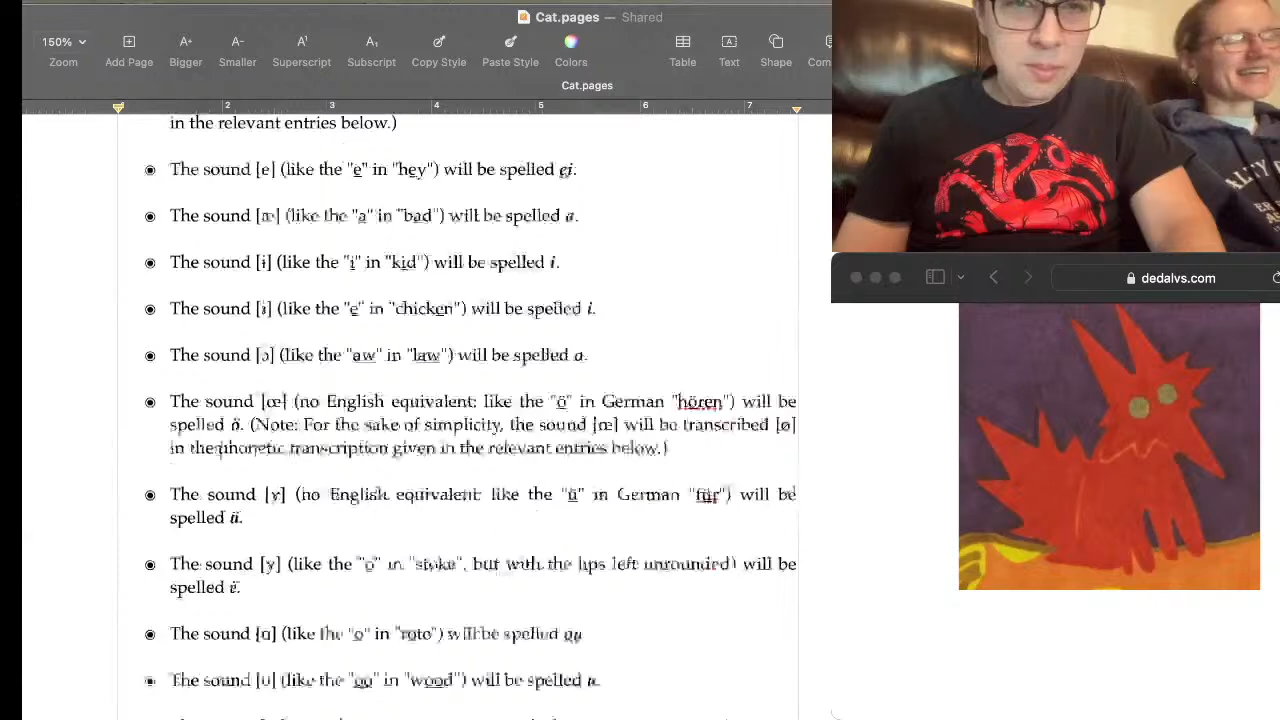 Cat.pages — Shared
150%
Zoom
Add Page
Bigger
Smaller
Superscript
Subscript
Copy Style
Paste Style
Colors
Table
Text
Shape
Com
Cat.pages
2 3 4 5 6 7
in the relevant entries below.)
The sound [e] (like the "e" in "hey") will be spelled ei.
The sound [æ] (like the "a" in "bad") will be spelled a.
The sound (like the "i" in "kid") will be spelled i.
The sound (like the "e" in "chicken") will be spelled i.
The sound [ɔ] (like the "aw" in "law") will be spelled
The sound [œ] (no English equivalent: like the "ö" in German "hören") will be
spelled ö. (Note: For the sake of simplicity, the sound [œ] will be transcribed [ø]
in the phonetic transcription given in the relevant entries below.)
The sound (no English equivalent: like the "ü" in German "für") will be
spelled ü.
The sound (like the "o" in "stoke", but with the lips left unrounded) will be
spelled ë.
The sound (like the "o" in will be spelled ou
The sound [ʊ] (like the "oo" in "wood") will be spelled u.
dedalvs.com